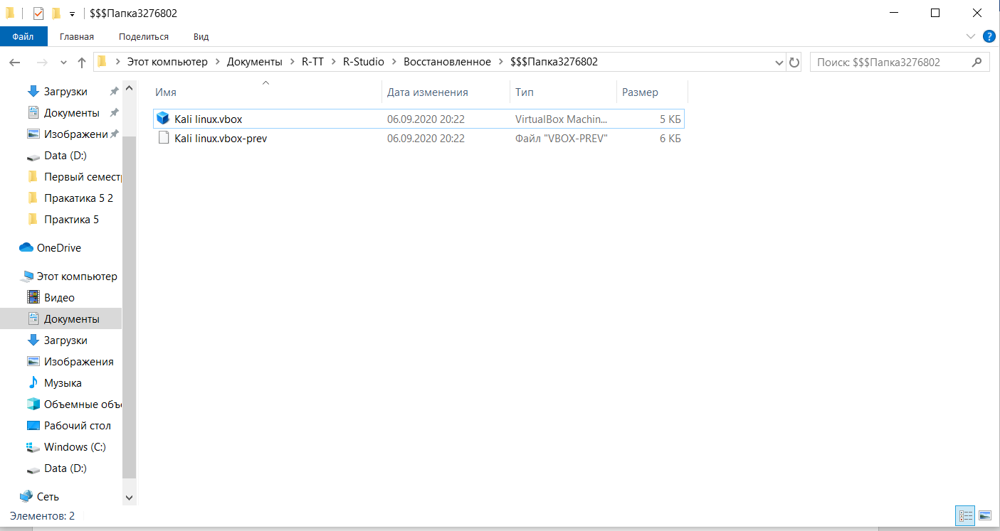 $$$Папка3276802
Файл Главная Поделиться Вид
Этот компьютер Документы R-TT R-Studio Восстановленное $$$Папка3276802
Поиск: $$$Папка3276802
Загрузки
Документы
Изображени
Data (D:)
Первый семест
Пракатика 5 2
Практика 5
OneDrive
Этот компьютер
Видео
Документы
Загрузки
Изображения
Музыка
Объемные объ
Рабочий стол
Windows (C:)
Data (D:)
Сеть
Имя Дата изменения Тип Размер
Kali linux.vbox 06.09.2020 20:22 VirtualBox Machin... 5 КБ
Kali linux.vbox-prev 06.09.2020 20:22 Файл "VBOX-PREV" 6 КБ
Элементов: 2